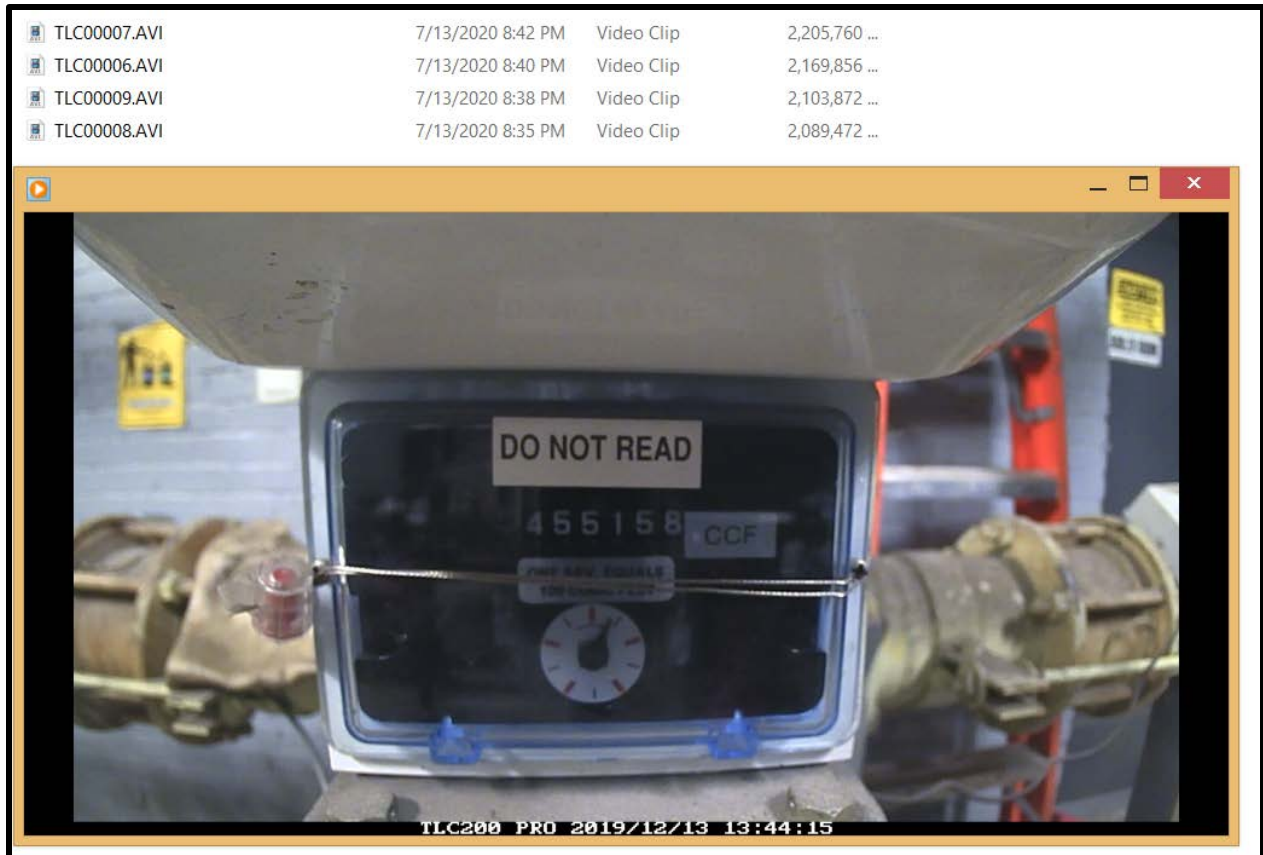 TLC00007.AVI 7/13/2020 8:42 PM Video Clip 2,205,760 ...
TLC00006.AVI 7/13/2020 8:40 PM Video Clip 2,169,856 ...
TLC00009.AVI 7/13/2020 8:38 PM Video Clip 2,103,872 ...
TLC00008.AVI 7/13/2020 8:35 PM Video Clip 2,089,472 ...
DO NOT READ
455158
CCF
ONE REV. EQUALS
TLC200 PRO 2019/12/13 13:44:15